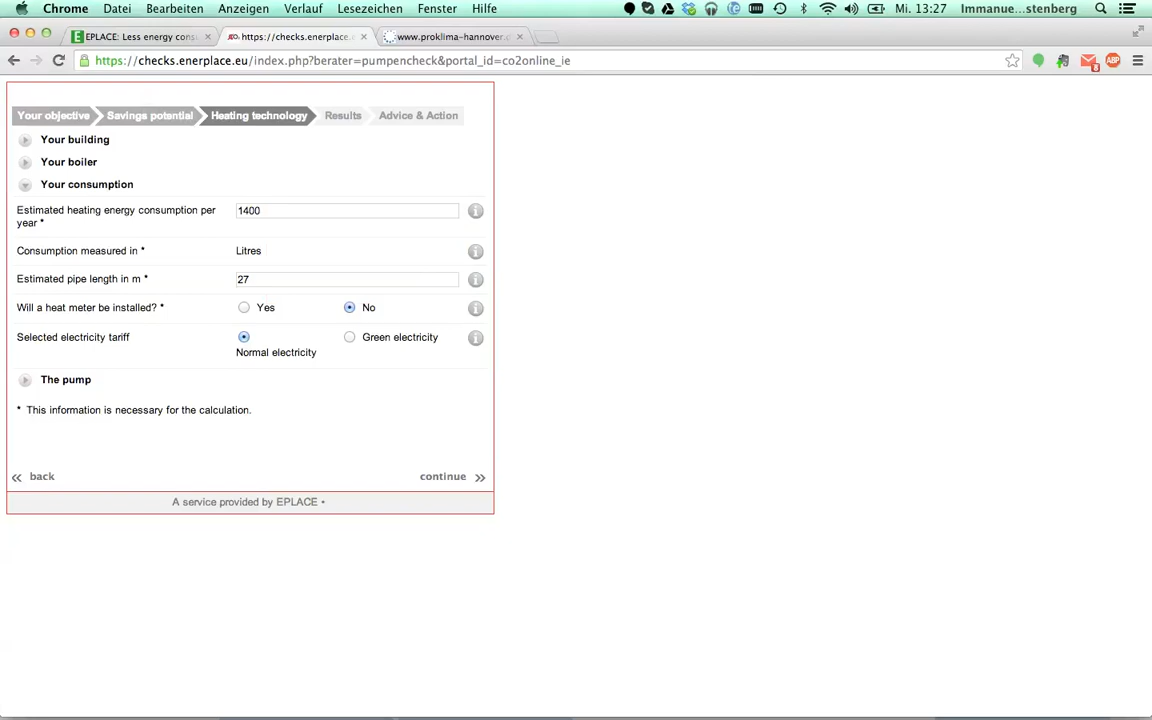 Chrome Datei Bearbeiten Anzeigen Verlauf Lesezeichen Fenster Hilfe Mi. 13:27 Immanue...stenberg
EPLACE: Less energy cons × https://checks.enerplace. × www.proklima-hannover. ×
https://checks.enerplace.eu/index.php?berater=pumpencheck&portal_id=co2online_ie
Your objective Savings potential Heating technology Results Advice & Action
Your building
Your boiler
Your consumption
Estimated heating energy consumption per 1400
year *
Consumption measured in * Litres
Estimated pipe length in m * 27
Will a heat meter be installed? * Yes No
Selected electricity tariff Green electricity
Normal electricity
The pump
* This information is necessary for the calculation.
« back continue »
A service provided by EPLACE •